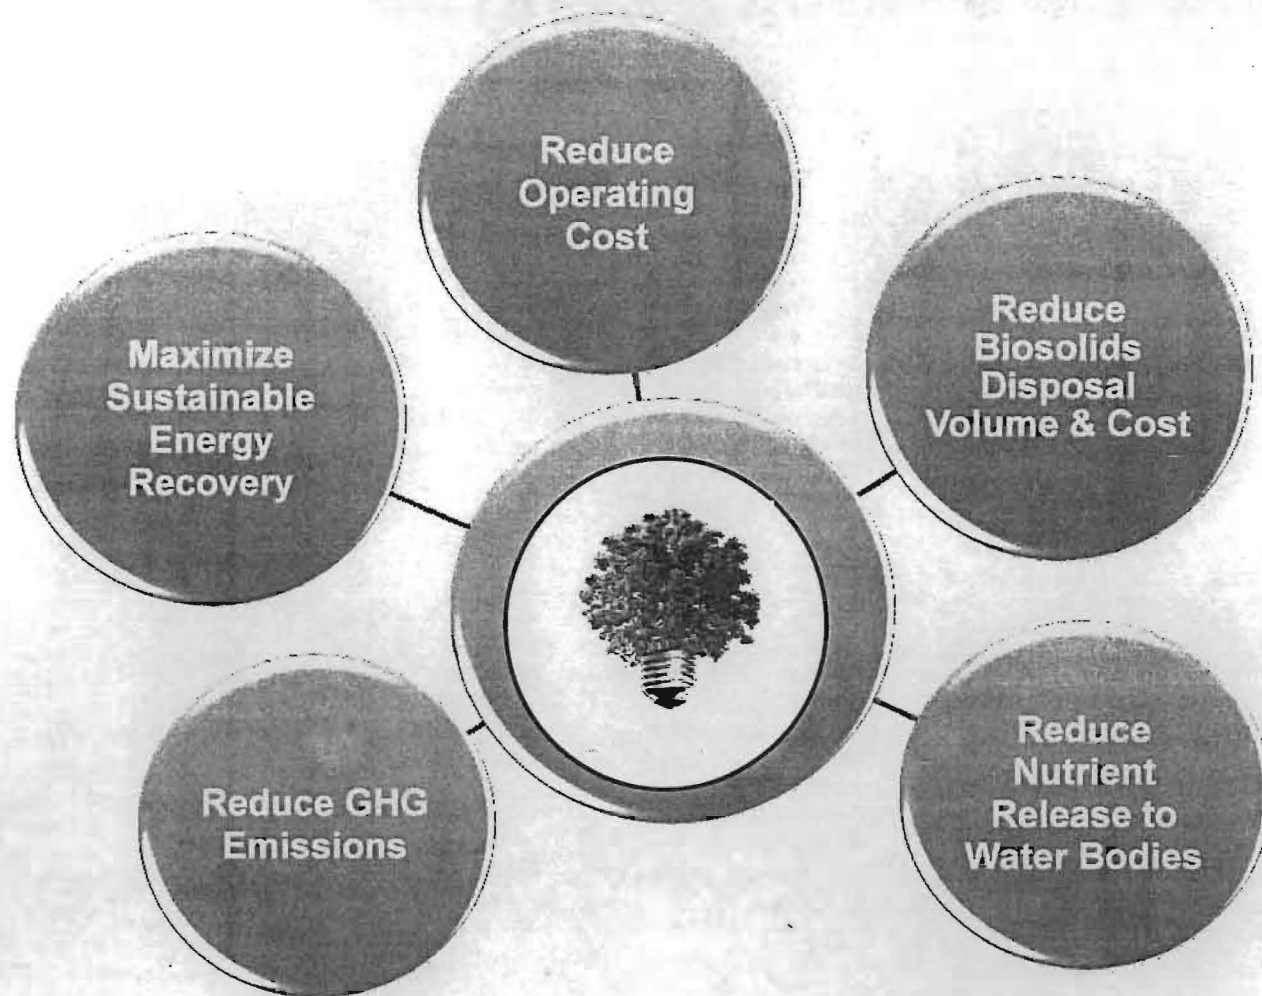 Reduce
Operating
Cost
Reduce
Biosolids
Disposal
Volume & Cost
Reduce
Nutrient
Release to
Water Bodies
Reduce GHG
Emissions
Maximize
Sustainable
Energy
Recovery